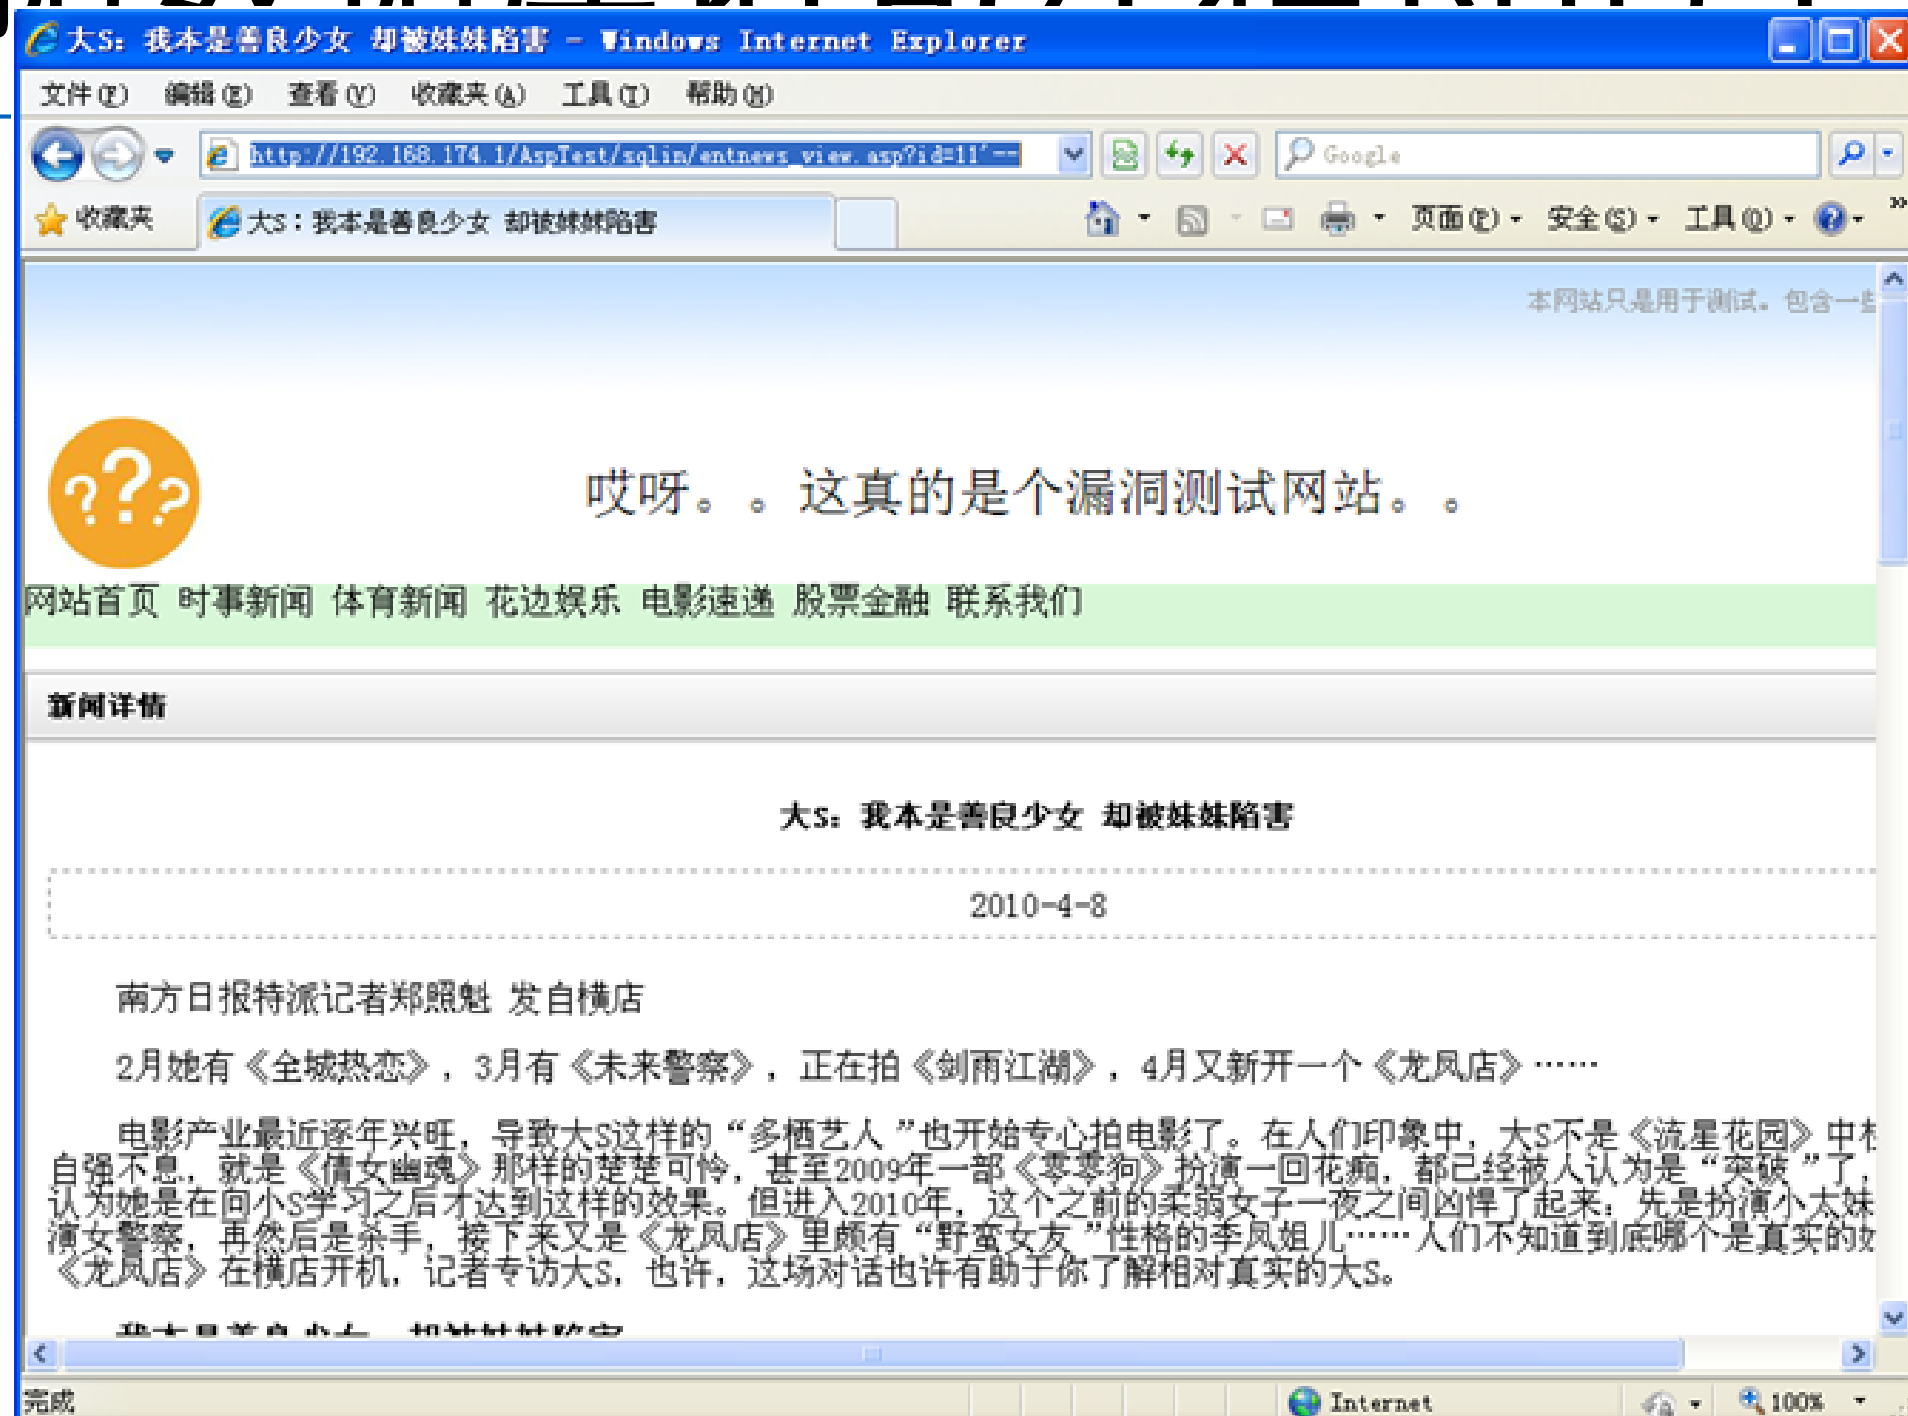 大S：我本是善良少女 却被妹妹陷害 - Windows Internet Explorer
文件(F) 编辑(E) 查看(V) 收藏夹(A) 工具(T) 帮助(H)
http://192.168.174.1/AspTest/sqlin/entnews_view.asp?id=11'--
Google
收藏夹
大S：我本是善良少女 却被妹妹陷害
页面(P) 安全(S) 工具(O)
本网站只是用于测试。包含一些
???
哎呀。。这真的是个漏洞测试网站。。
网站首页 时事新闻 体育新闻 花边娱乐 电影速递 股票金融 联系我们
新闻详情
大S：我本是善良少女 却被妹妹陷害
2010-4-8
南方日报特派记者郑照魁 发自横店
2月她有《全城热恋》，3月有《未来警察》，正在拍《剑雨江湖》，4月又新开一个《龙凤店》……
电影产业最近逐年兴旺，导致大S这样的“多栖艺人”也开始专心拍电影了。在人们印象中，大S不是《流星花园》中
自强不息，就是《倩女幽魂》那样的楚楚可怜，甚至2009年一部《零零狗》扮演一回花痴，都已经被人认为是“突破”了，
认为她是在向小S学习之后才达到这样的效果。但进入2010年，这个之前的柔弱女子一夜之间凶悍了起来：先是扮演小太妹
演女警察，再然后是杀手，接下来又是《龙凤店》里颇有“野蛮女友”性格的李凤姐儿……人们不知道到底哪个是真实的
《龙凤店》在横店开机，记者专访大S，也许，这场对话也许有助于你了解相对真实的大S。
我本是善良少女，却被妹妹陷害
完成
Internet
100%